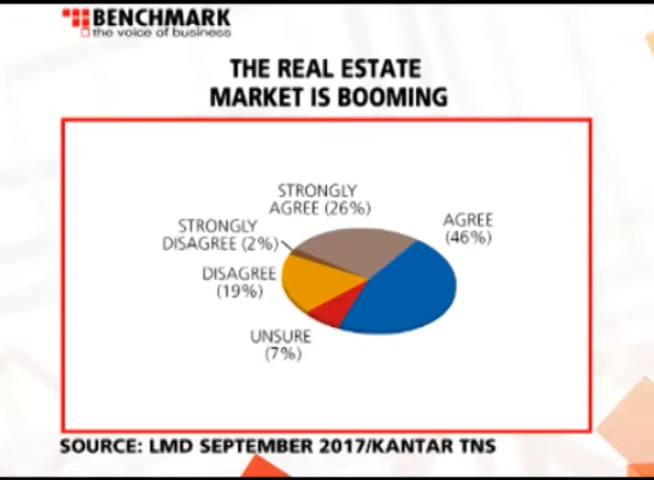 BENCHMARK
the voice of business
THE REAL ESTATE
MARKET IS BOOMING
STRONGLY
AGREE (26%)
AGREE
(46%)
STRONGLY
DISAGREE (2%)
DISAGREE
(19%)
UNSURE
(7%)
SOURCE: LMD SEPTEMBER 2017/KANTAR TNS